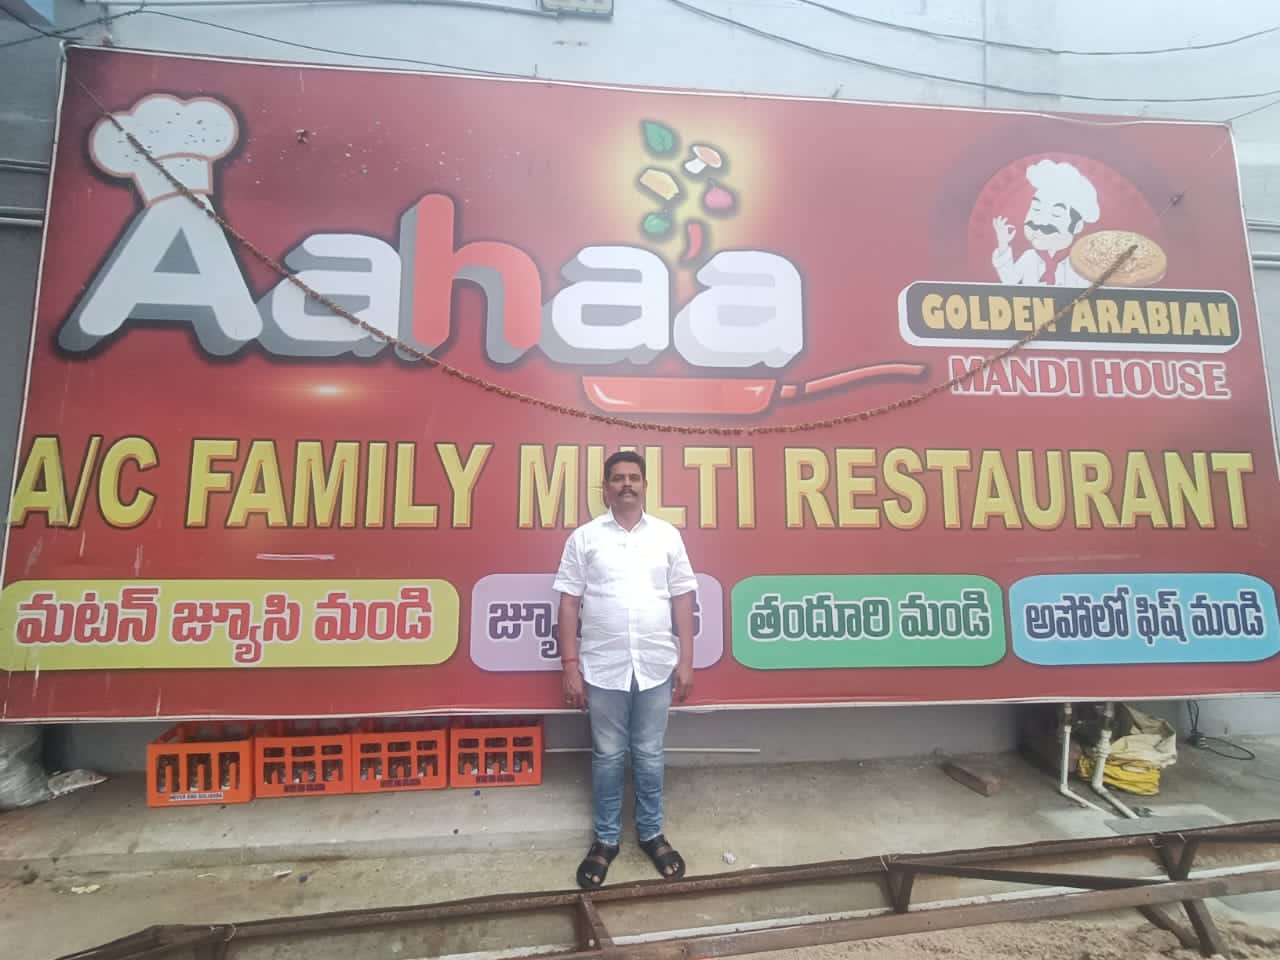 Aahaa
GOLDEN ARABIAN
MANDI HOUSE
A/C FAMILY MULTI RESTAURANT
మటన్ జ్యూసి మండి
తందూరి మండి
అపోలో ఫిష్ మండి